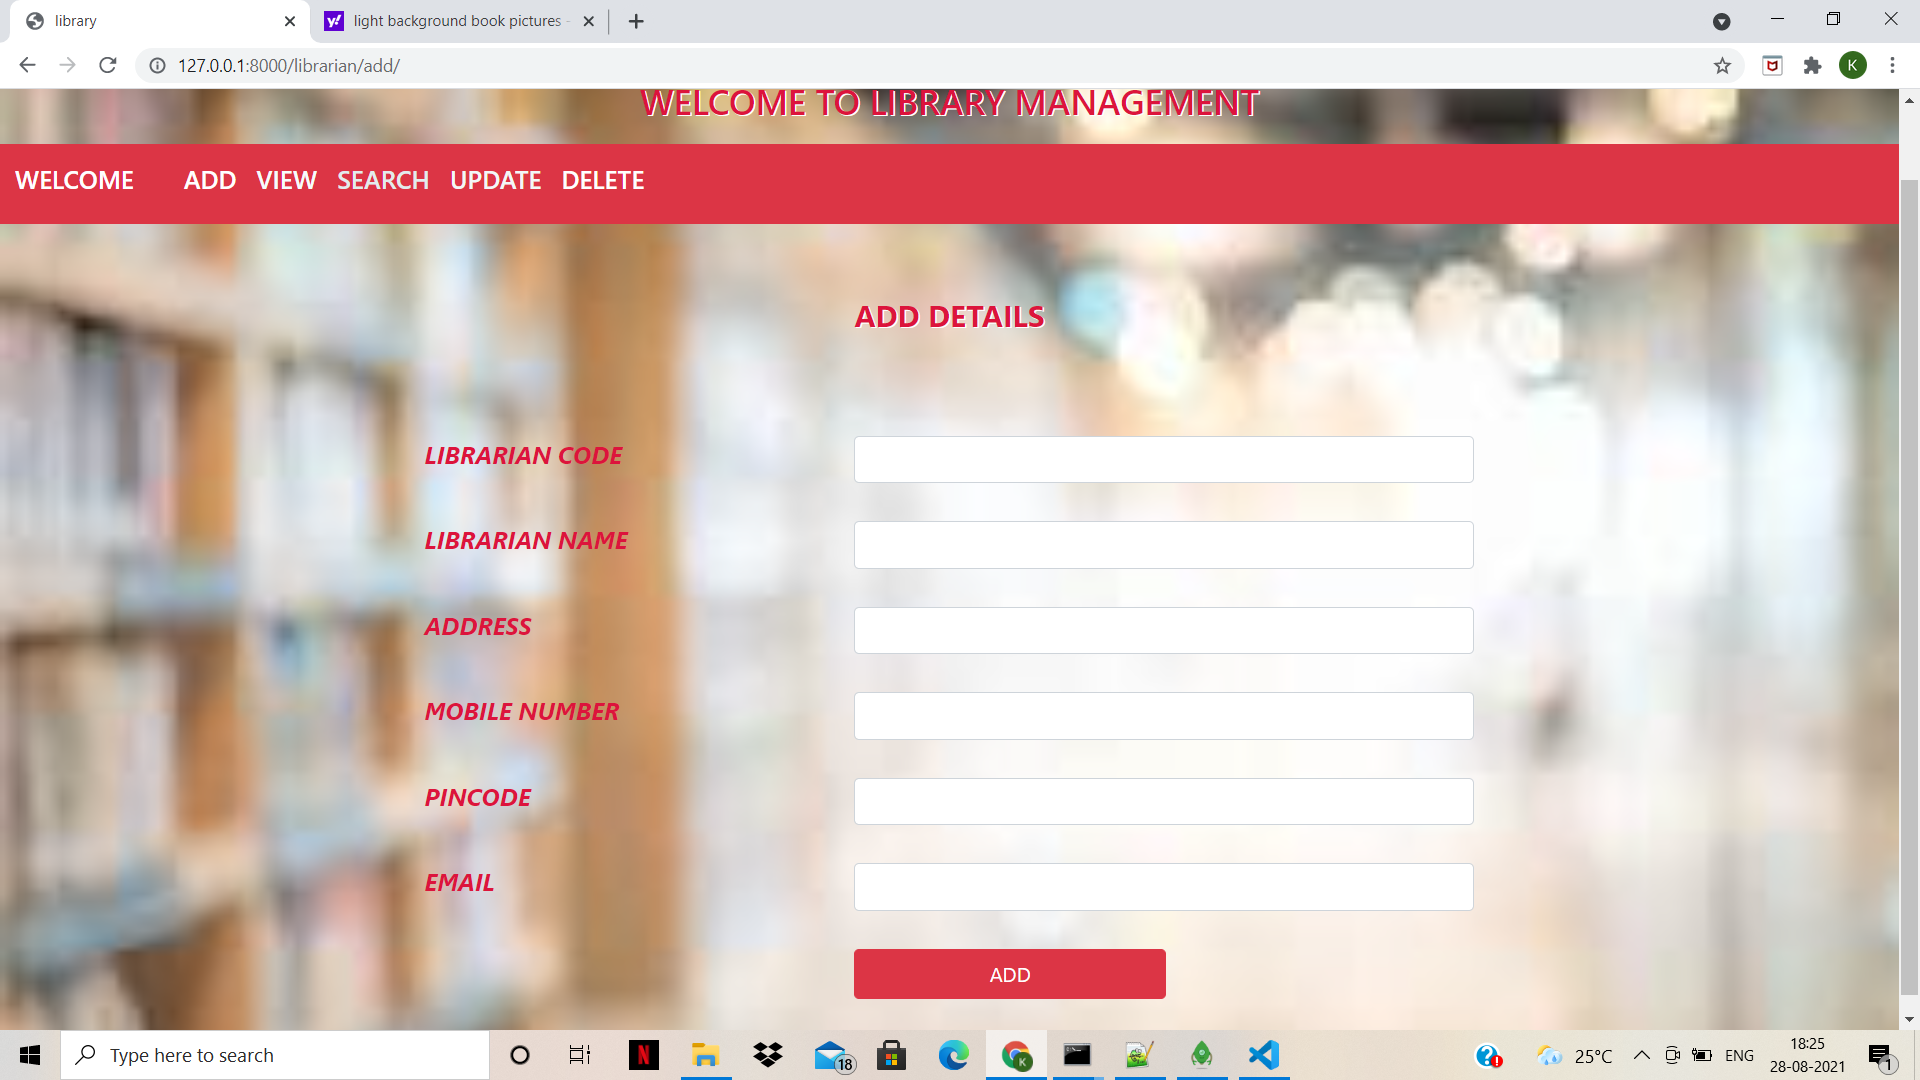 library
light background book pictures -
127.0.0.1:8000/librarian/add/
K
WELCOME TO LIBRARY MANAGEMENT
WELCOME ADD VIEW SEARCH UPDATE DELETE
ADD DETAILS
LIBRARIAN CODE
LIBRARIAN NAME
ADDRESS
MOBILE NUMBER
PINCODE
EMAIL
ADD
Type here to search
N
18
K
25°C
ENG
18:25
28-08-2021
1